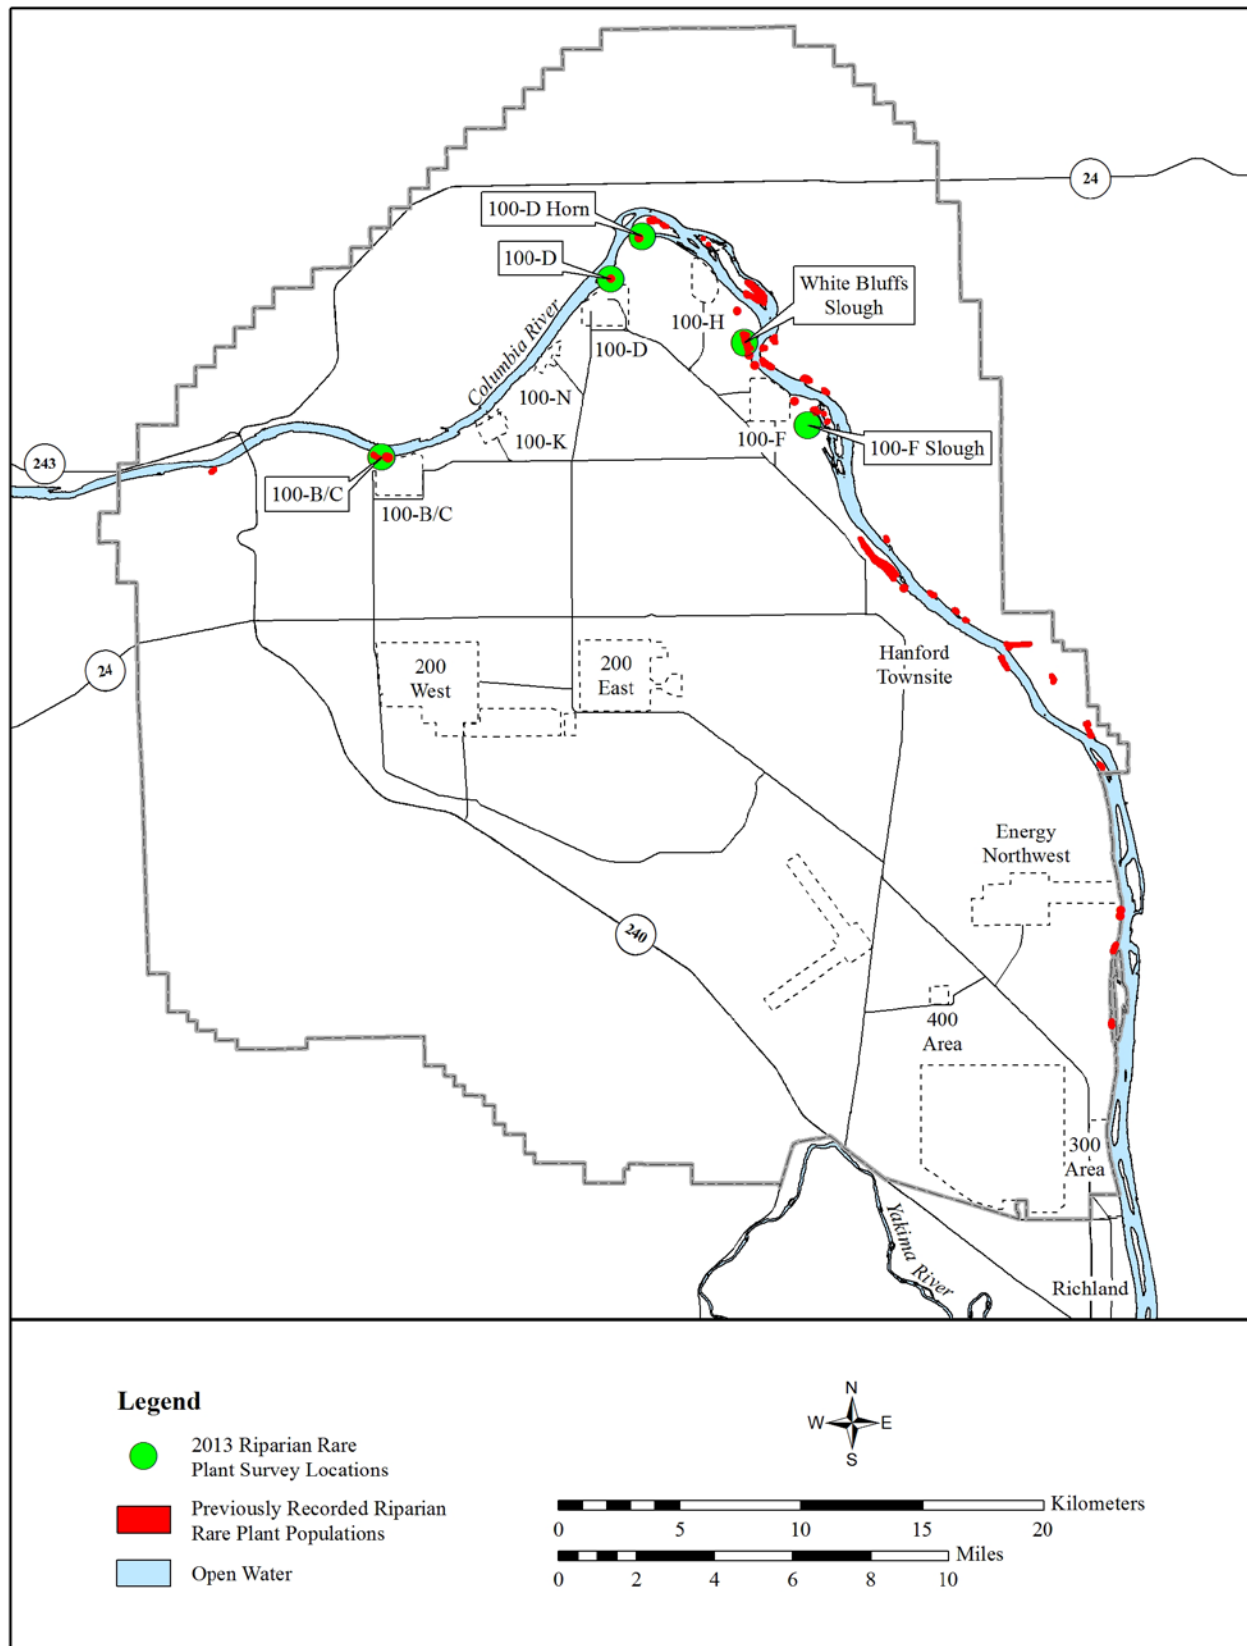 24
100-D Horn
100-D
White Bluffs
Slough
Columbia River
100-H
100-D
100-N
100-K
100-F
100-F Slough
243
100-B/C
100-B/C
24
200
West
200
East
Hanford
Townsite
Energy
Northwest
240
400
Area
300
Area
Yakima River
Richland
Legend
2013 Riparian Rare
Plant Survey Locations
Previously Recorded Riparian
Rare Plant Populations
Open Water
N
W E
S
Kilometers
0 5 10 15 20
Miles
0 2 4 6 8 10